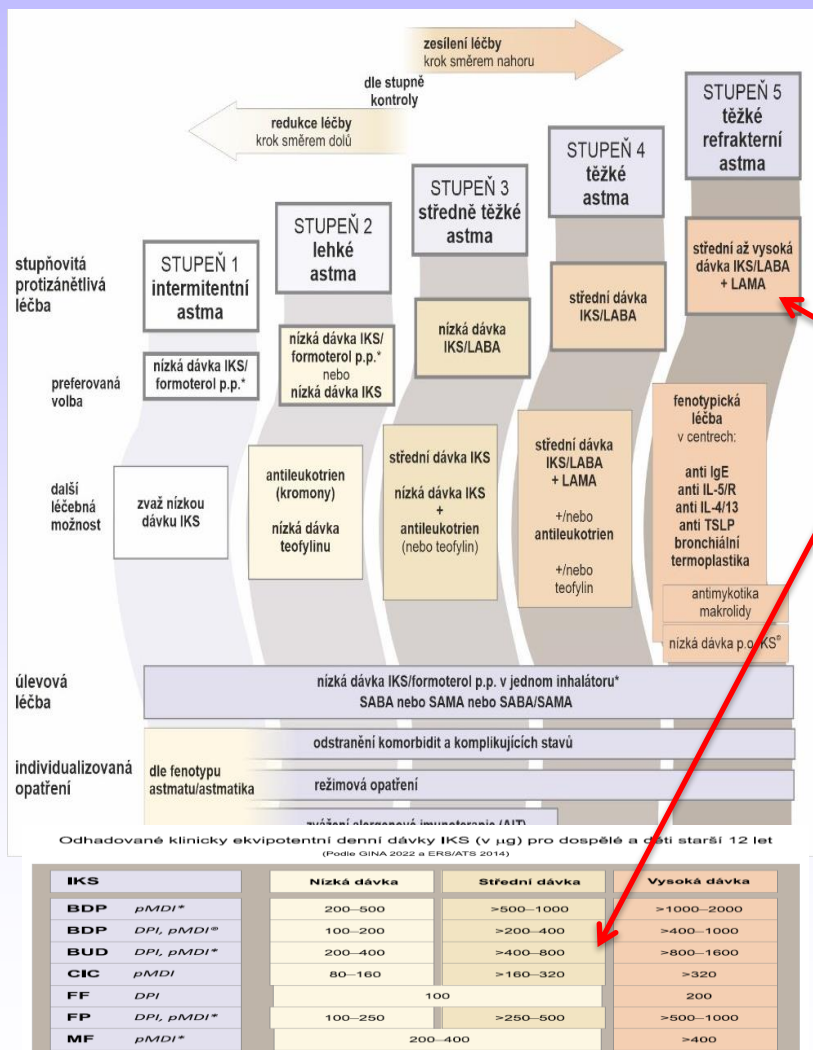 zesílení léčby
krok směrem nahoru
dle stupně
kontroly
redukce léčby
krok směrem dolů
STUPEŇ 5
těžké
refrakterní
astma
STUPEŇ 4
těžké
astma
STUPEŇ 3
středně těžké
astma
STUPEŇ 2
lehké
astma
STUPEŇ 1
intermitentní
astma
stupňovitá
protizánětlivá
léčba
preferovaná
volba
nízká dávka IKS/
formoterol p.p.*
nízká dávka IKS/
formoterol p.p.*
nebo
nízká dávka IKS
nízká dávka
IKS/LABA
střední dávka
IKS/LABA
střední až vysoká
dávka IKS/LABA
+ LAMA
další
léčebná
možnost
zvaž nízkou
dávku IKS
antileukotrien
(kromony)
nízká dávka
teofylinu
střední dávka IKS
nízká dávka IKS
+
antileukotrien
(nebo teofylin)
střední dávka
IKS/LABA
+ LAMA
+/nebo
antileukotrien
+/nebo
teofylin
fenotypická
léčba
v centrech:
anti IgE
anti IL-5/R
anti IL-4/13
anti TSLP
bronchiální
termoplastika
antimykotika
makrolidy
nízká dávka p.o. KS®
úlevová
léčba
nízká dávka IKS/formoterol p.p. v jednom inhalátoru*
SABA nebo SAMA nebo SABA/SAMA
individualizovaná
opatření
dle fenotypu
astmatu/astmatika
odstranění komorbidit a komplikujících stavů
režimová opatření
zvážení alergenové imunoterapie (AIT)
Odhadované klinicky ekvipotentní denní dávky IKS (v µg) pro dospělé a děti starší 12 let
(Podle GINA 2022 a ERS/ATS 2014)
IKS Nízká dávka Střední dávka Vysoká dávka
BDP pMDI* 200–500 >500–1000 >1000–2000
BDP DPI, pMDI® 100–200 >200–400 >400–1000
BUD DPI, pMDI* 200–400 >400–800 >800–1600
CIC pMDI 80–160 >160–320 >320
FF DPI 100 200
FP DPI, pMDI* 100–250 >250–500 >500–1000
MF pMDI* 200–400 >400